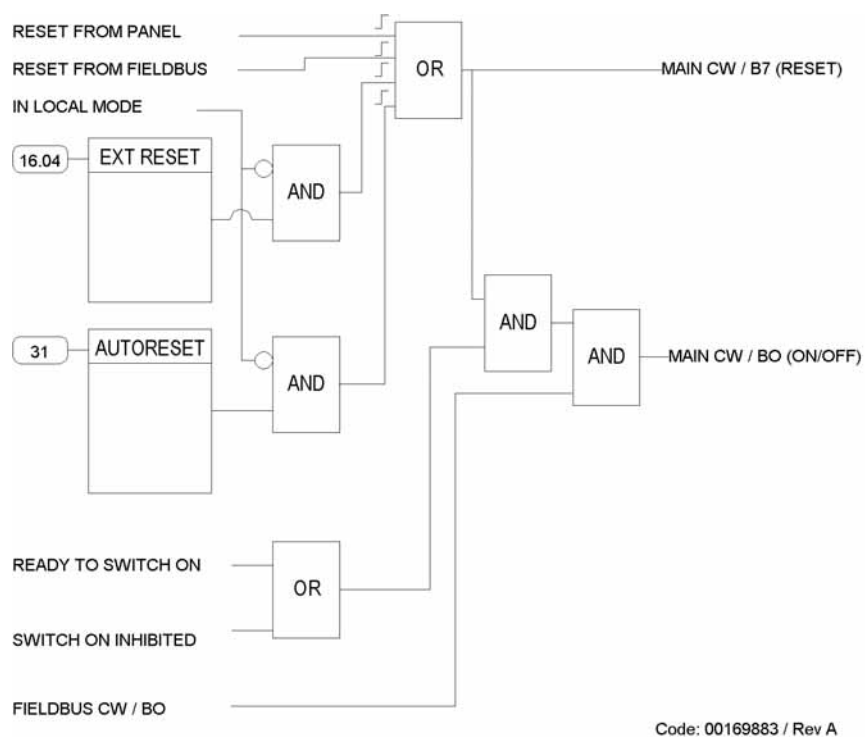 RESET FROM PANEL
RESET FROM FIELDBUS
OR
MAIN CW / B7 (RESET)
IN LOCAL MODE
16.04
EXT RESET
AND
31
AUTORESET
AND
AND
AND
MAIN CW / BO (ON/OFF)
READY TO SWITCH ON
OR
SWITCH ON INHIBITED
FIELDBUS CW / BO
Code: 00169883 / Rev A